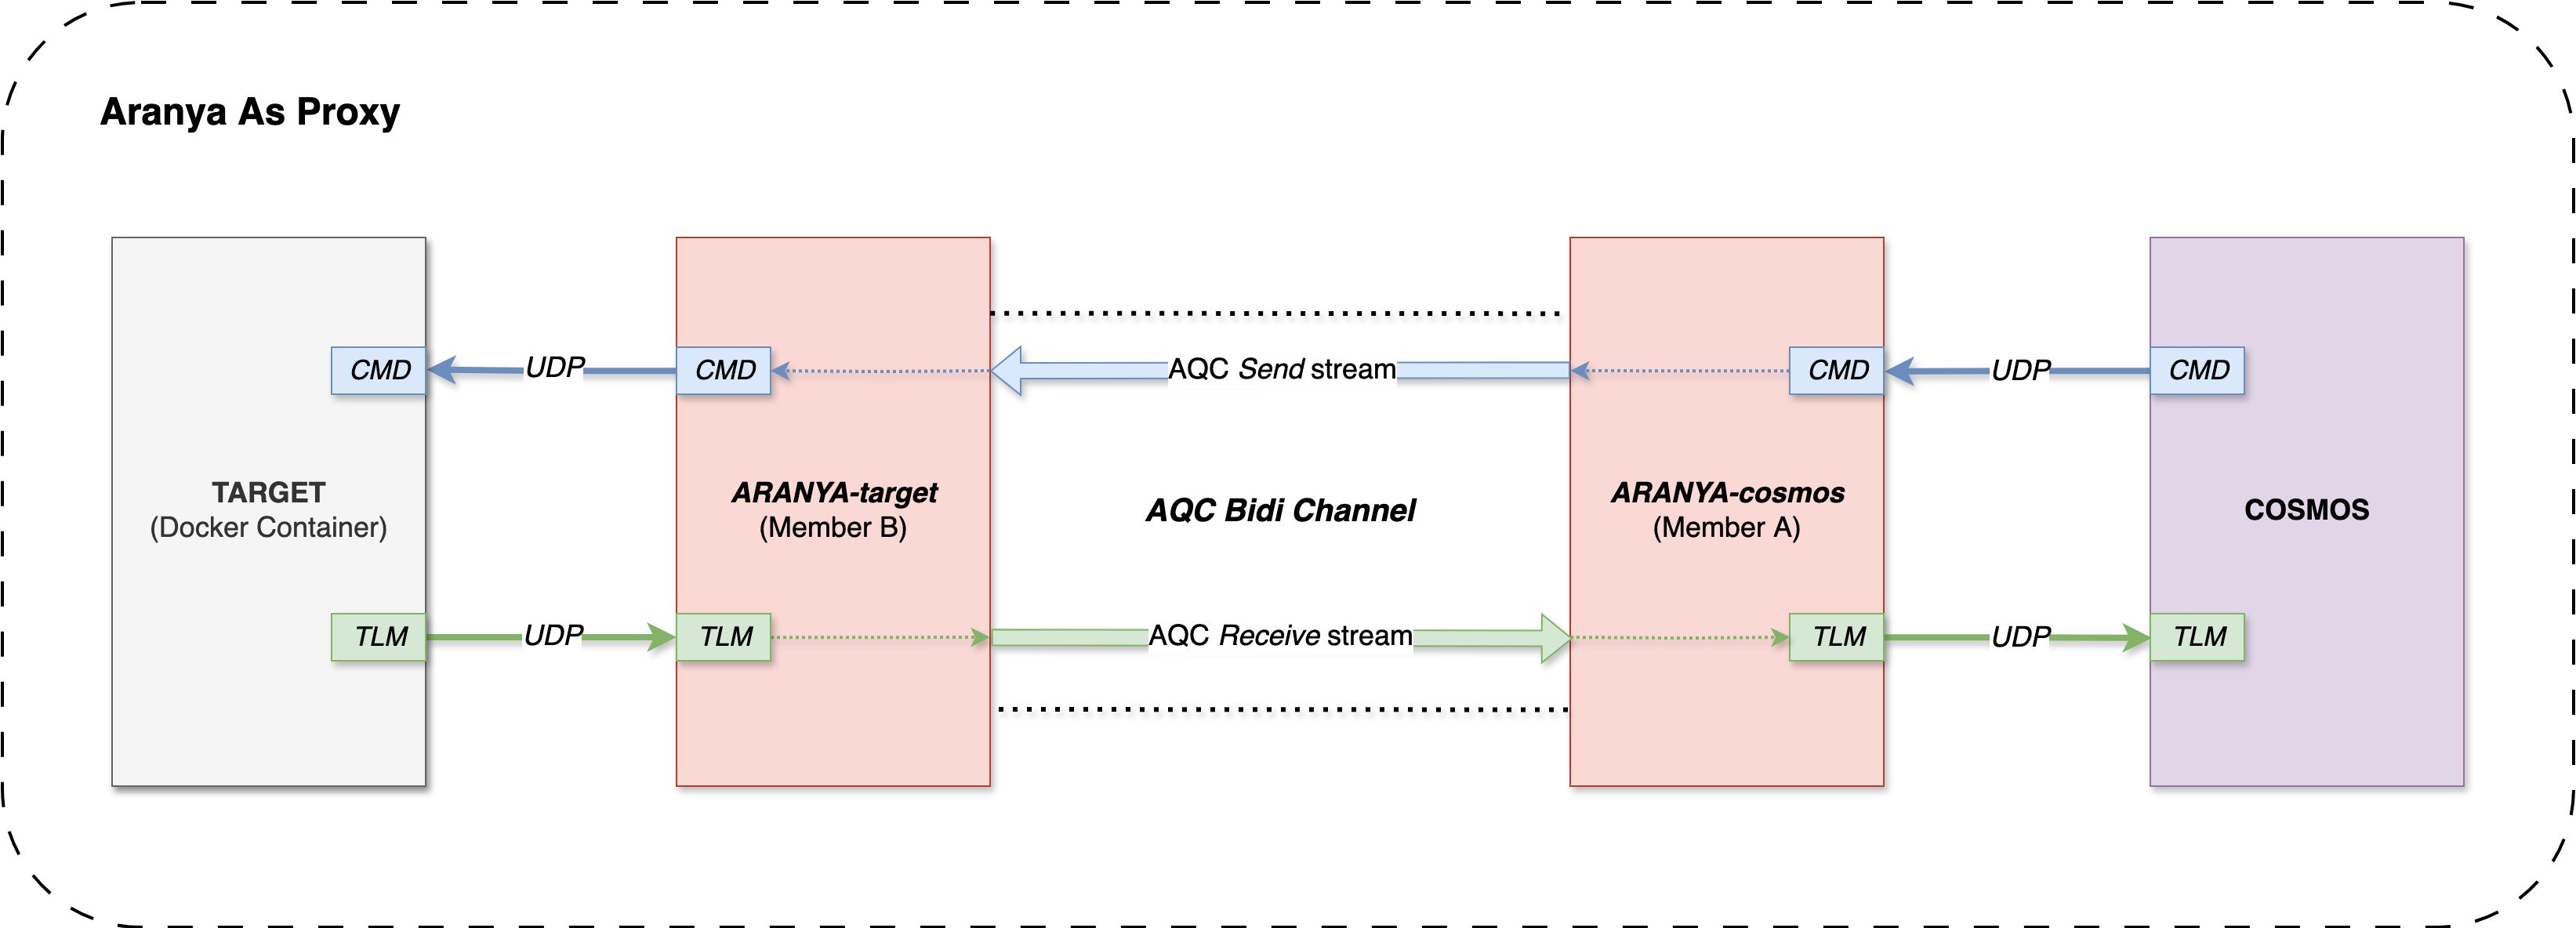 Aranya As Proxy
CMD
UDP
CMD
AQC Send stream
CMD
UDP
CMD
TARGET
(Docker Container)
ARANYA-target
(Member B)
AQC Bidi Channel
ARANYA-cosmos
(Member A)
COSMOS
TLM
UDP
TLM
AQC Receive stream
TLM
UDP
TLM